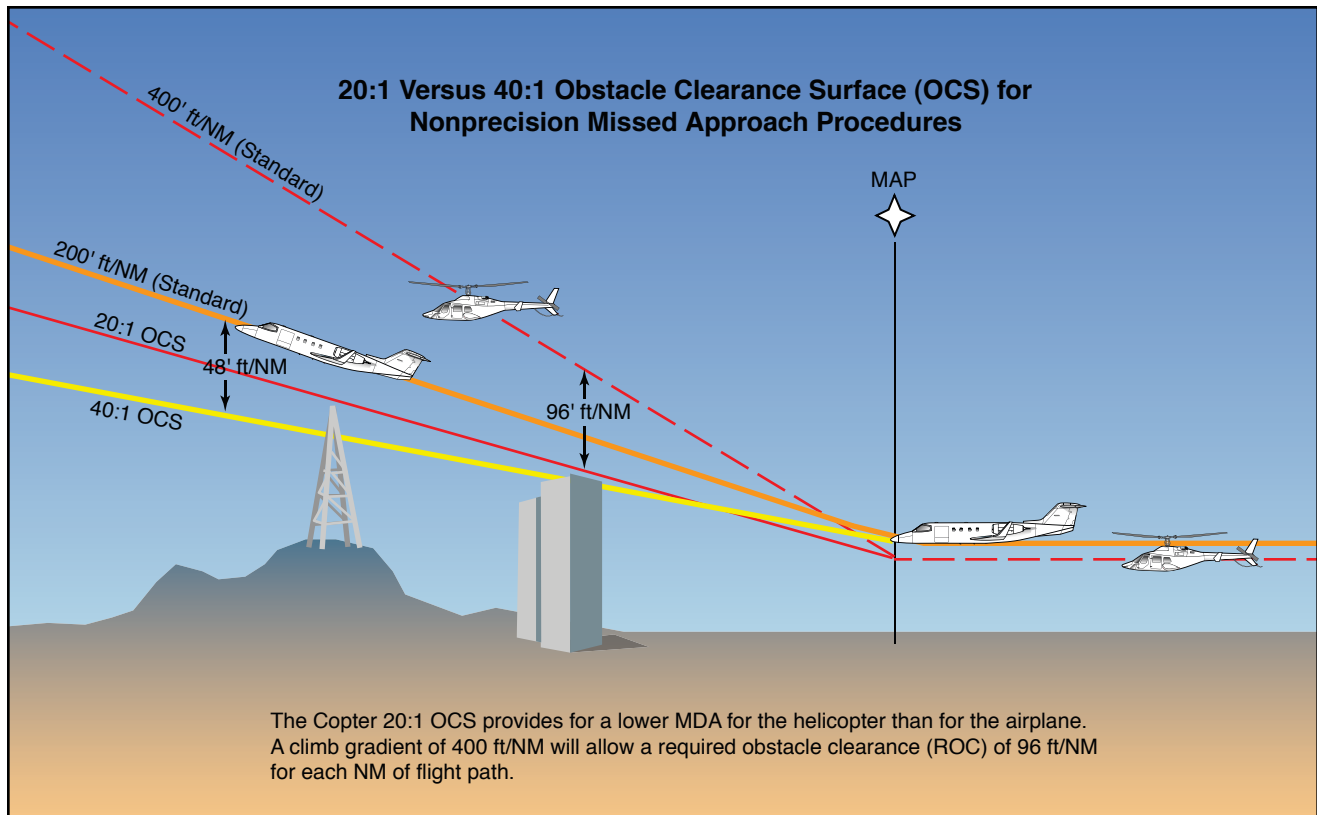 20:1 Versus 40:1 Obstacle Clearance Surface (OCS) for
Nonprecision Missed Approach Procedures
400' ft/NM (Standard)
MAP
200' ft/NM (Standard)
20:1 OCS
48' ft/NM
40:1 OCS
96' ft/NM
The Copter 20:1 OCS provides for a lower MDA for the helicopter than for the airplane.
A climb gradient of 400 ft/NM will allow a required obstacle clearance (ROC) of 96 ft/NM
for each NM of flight path.